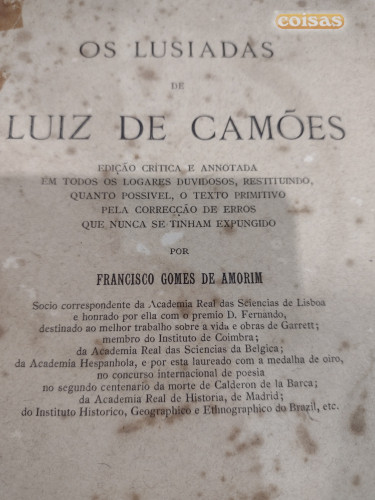 coisas
OS LUSIADAS
DE
LUIZ DE CAMÕES
EDIÇÃO CRÍTICA E ANNOTADA
EM TODOS OS LOGARES DUVIDOSOS, RESTITUINDO,
QUANTO POSSIVEL, O TEXTO PRIMITIVO
PELA CORRECÇÃO DE ERROS
QUE NUNCA SE TINHAM EXPUNGIDO
POR
FRANCISCO GOMES DE AMORIM
Socio correspondente da Academia Real das Sciencias de Lisboa
e honrado por ella com o premio D. Fernando,
destinado ao melhor trabalho sobre a vida e obras de Garrett;
membro do Instituto de Coimbra;
da Academia Real das Sciencias da Belgica;
da Academia Hespanhola, e por esta laureado com a medalha de oiro,
no concurso internacional de poesia
no segundo centenario da morte de Calderon de la Barca;
da Academia Real de Historia, de Madrid;
do Instituto Historico, Geographico e Ethnographico do Brazil, etc.